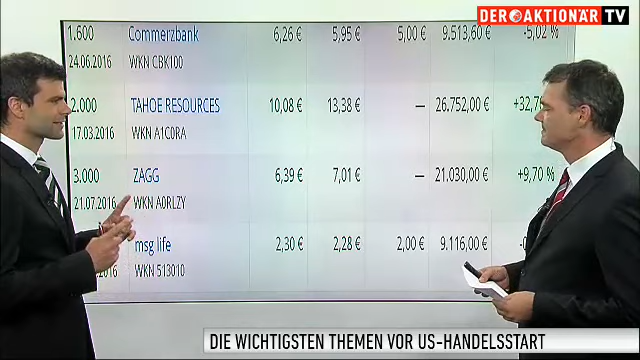 DER AKTIONÄR TV
1.600 Commerzbank 6,26 € 5,95 € 5,00 € 9.513,60 € -5,02 %
24.06.2016 WKN CBK100
2.000 TAHOE RESOURCES 10,08 € 13,38 € — 26.752,00 €
17.03.2016 WKN A1C0RA
3.000 ZAGG 6,39 € 7,01 € — 21.030,00 € +9,70 %
21.07.2016 WKN A0RLZY
msg life 2,30 € 2,28 € 2,00 € 9.116,00 €
WKN 513010
DIE WICHTIGSTEN THEMEN VOR US-HANDELSSTART